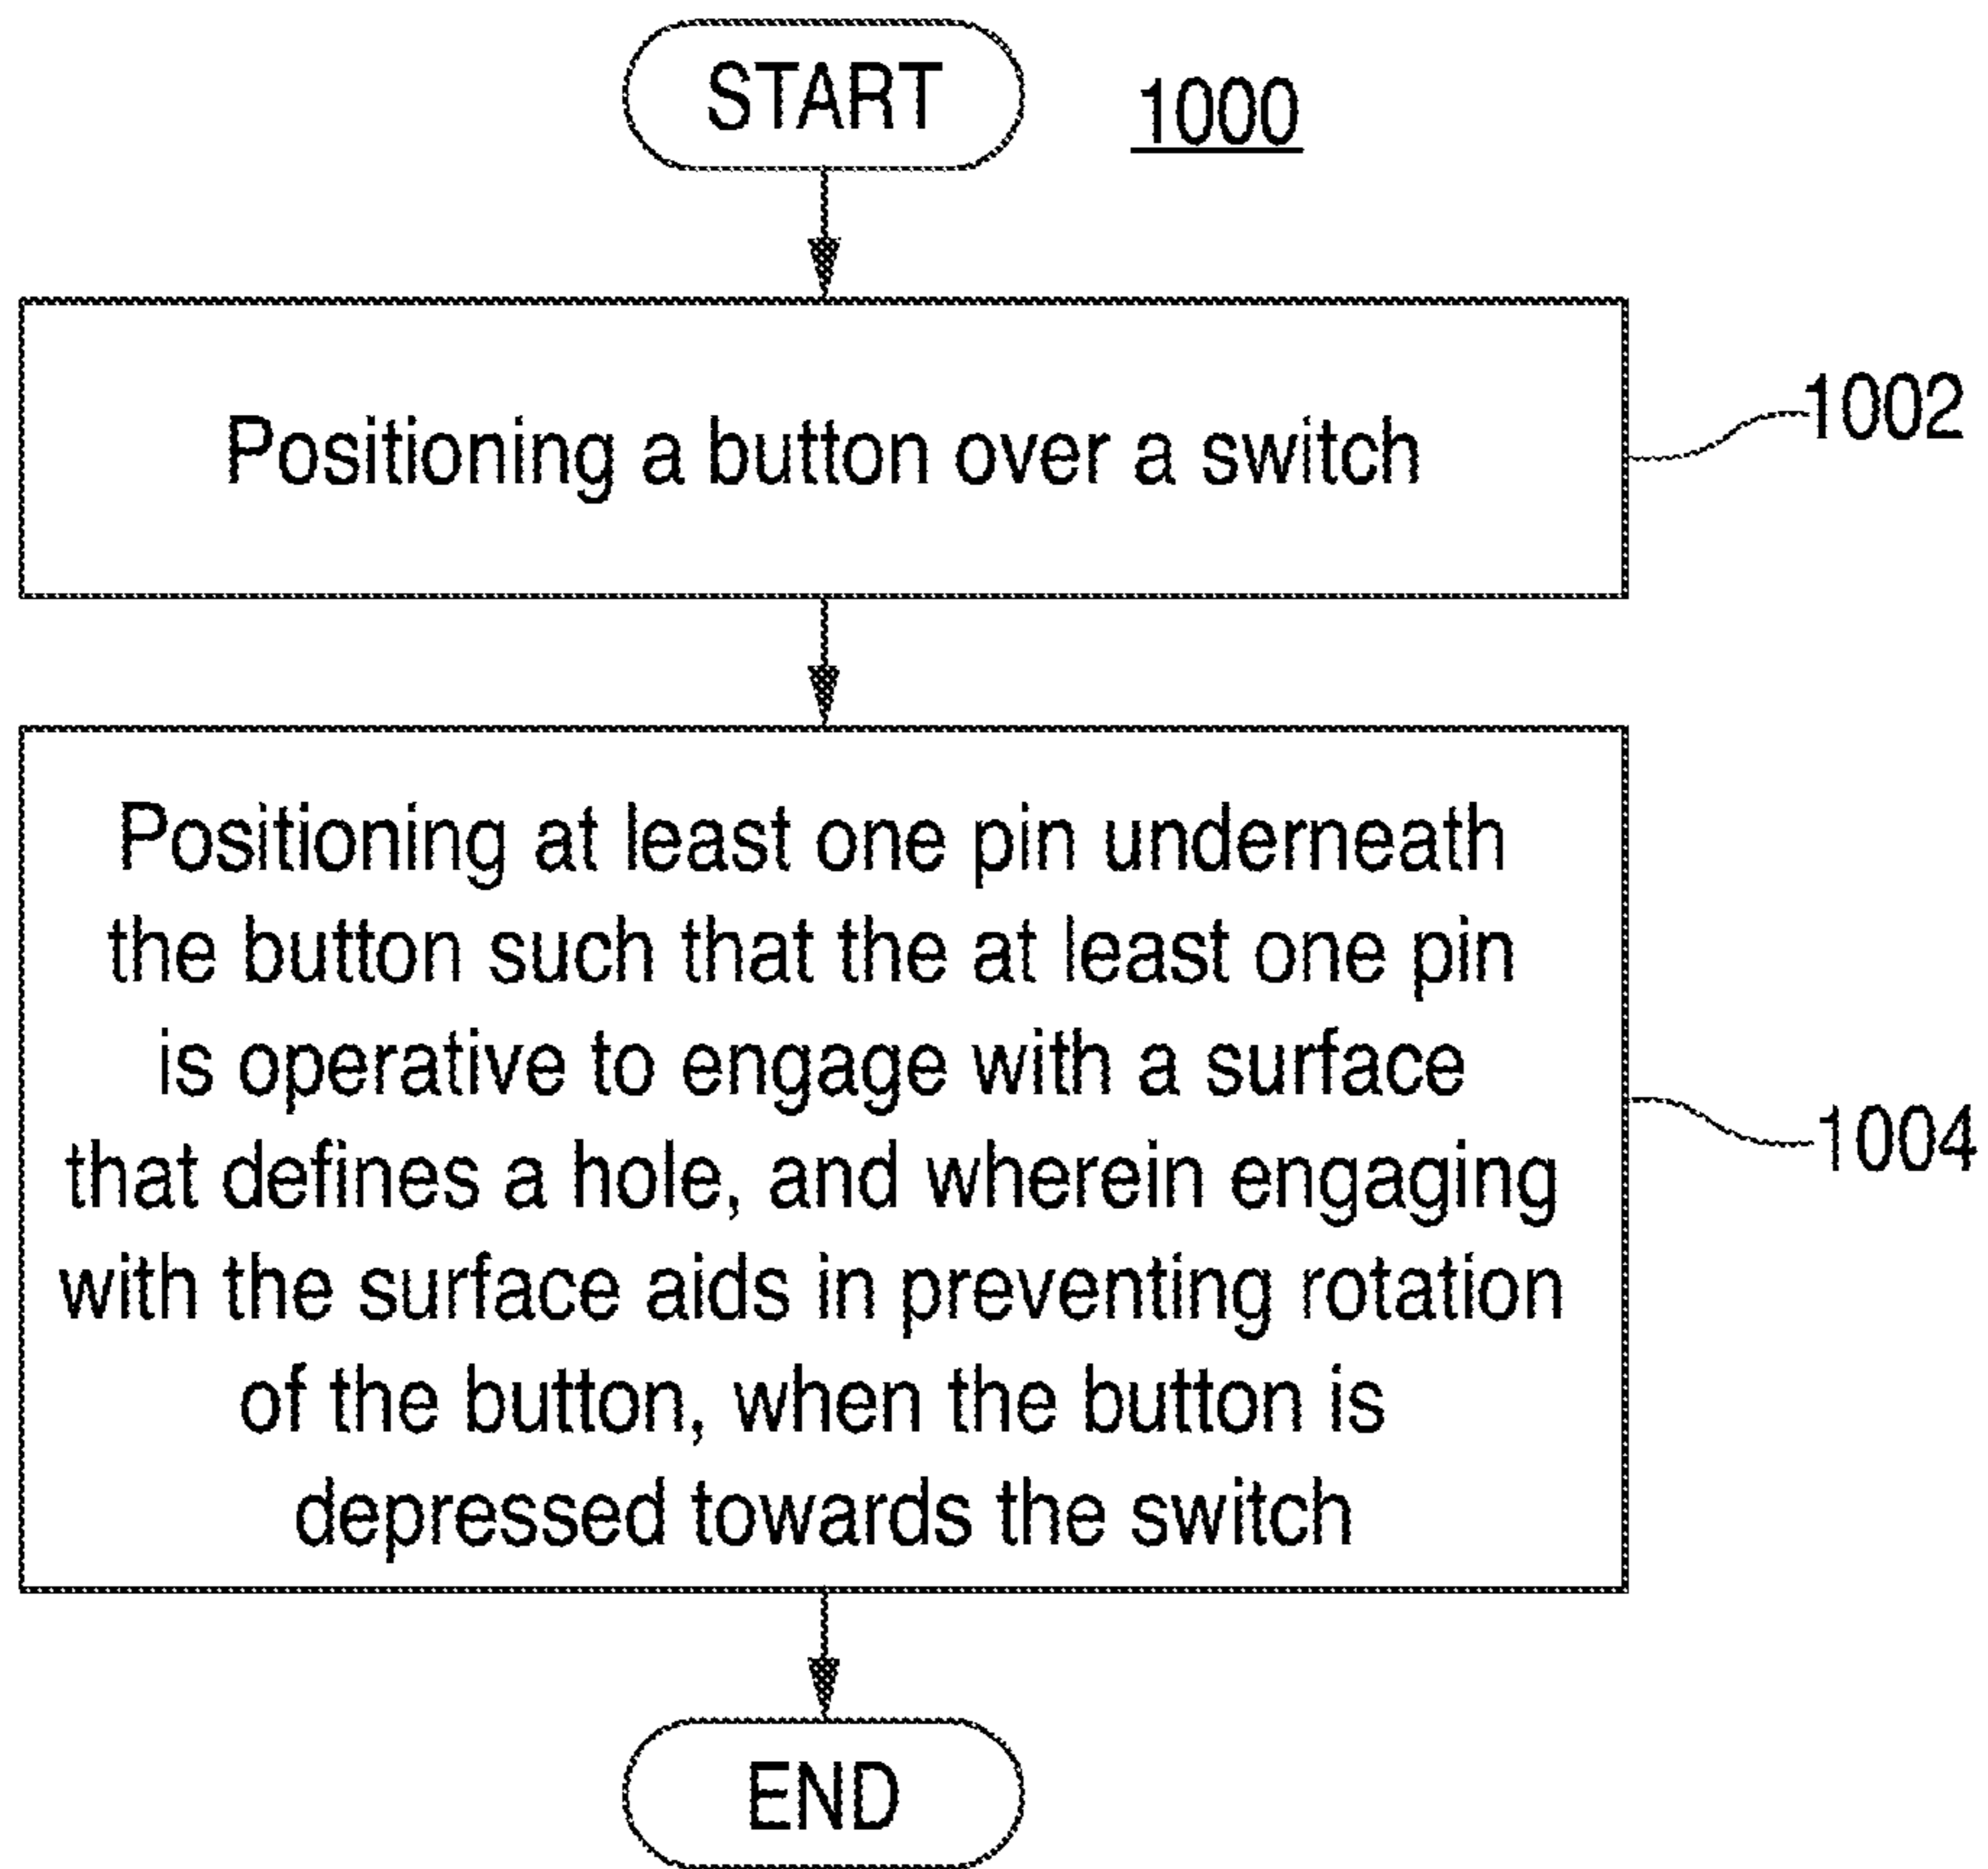 START
1000
Positioning a button over a switch
1002
Positioning at least one pin underneath
the button such that the at least one pin
is operative to engage with a surface
that defines a hole, and wherein engaging
with the surface aids in preventing rotation
of the button, when the button is
depressed towards the switch
1004
END